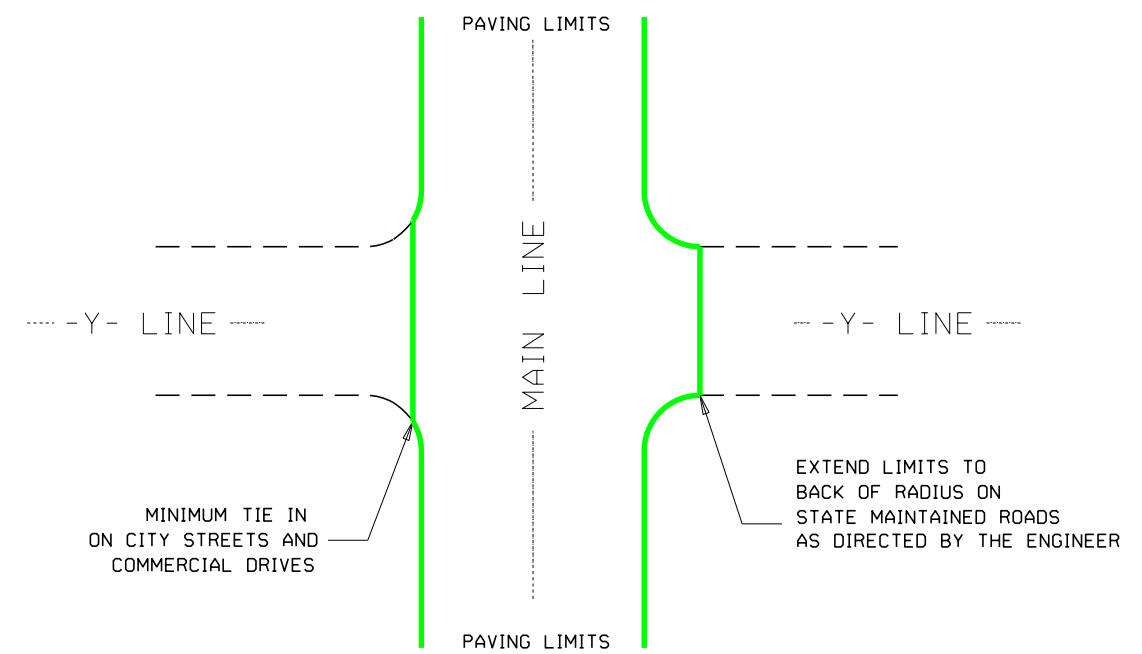 PAVING LIMITS
MAIN LINE
-Y- LINE
-Y- LINE
MINIMUM TIE IN
ON CITY STREETS AND
COMMERCIAL DRIVES
EXTEND LIMITS TO
BACK OF RADIUS ON
STATE MAINTAINED ROADS
AS DIRECTED BY THE ENGINEER
PAVING LIMITS